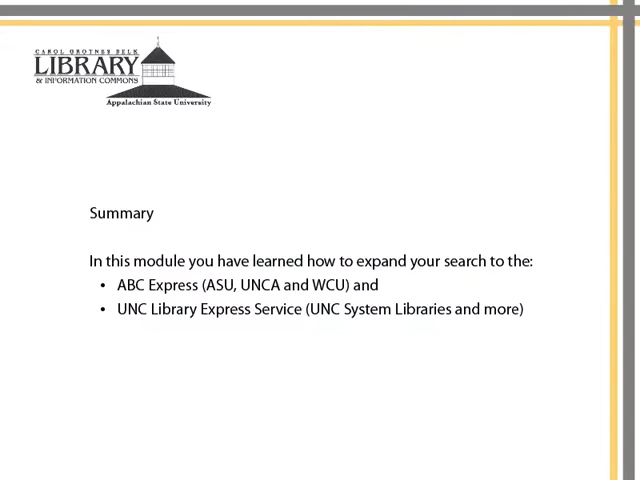 CAROL GROTNES BELK
LIBRARY
& INFORMATION COMMONS
Appalachian State University
Summary
In this module you have learned how to expand your search to the:
• ABC Express (ASU, UNCA and WCU) and
• UNC Library Express Service (UNC System Libraries and more)